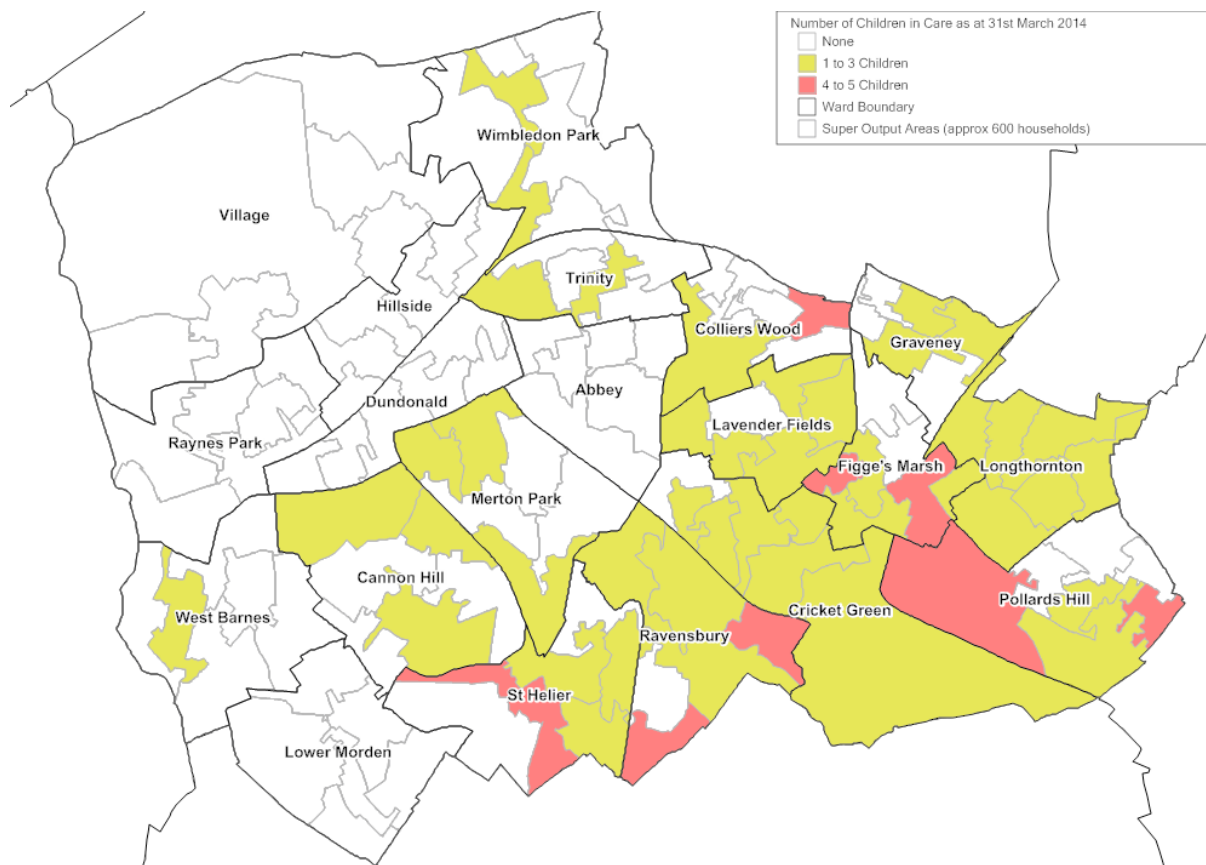 Number of Children in Care as at 31st March 2014
None
1 to 3 Children
4 to 5 Children
Ward Boundary
Super Output Areas (approx 600 households)
Wimbledon Park
Village
Trinity
Hillside
Colliers Wood
Graveney
Abbey
Dundonald
Lavender Fields
Raynes Park
Figge's Marsh
Longthornton
Merton Park
Cannon Hill
Pollards Hill
West Barnes
Cricket Green
Ravensbury
St Helier
Lower Morden